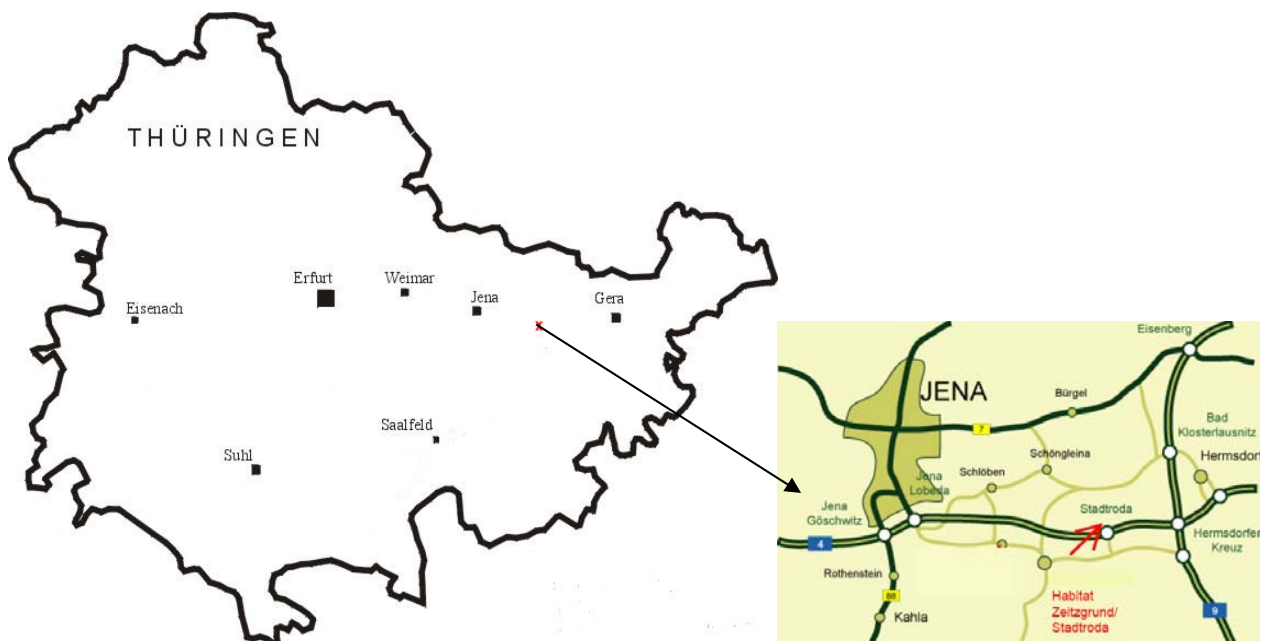 THÜRINGEN
Erfurt
Weimar
Jena
Gera
Eisenach
Saalfeld
Suhl
Eisenberg
JENA
Bürgel
7
Bad
Klosterlausnitz
Hermsdorf
Schöngleina
Schlöben
Jena
Lobeda
Jena
Göschwitz
Stadtroda
4
Hermsdorfer
Kreuz
Rothenstein
88
Kahla
Habitat
Zeitzgrund/
Stadtroda
9